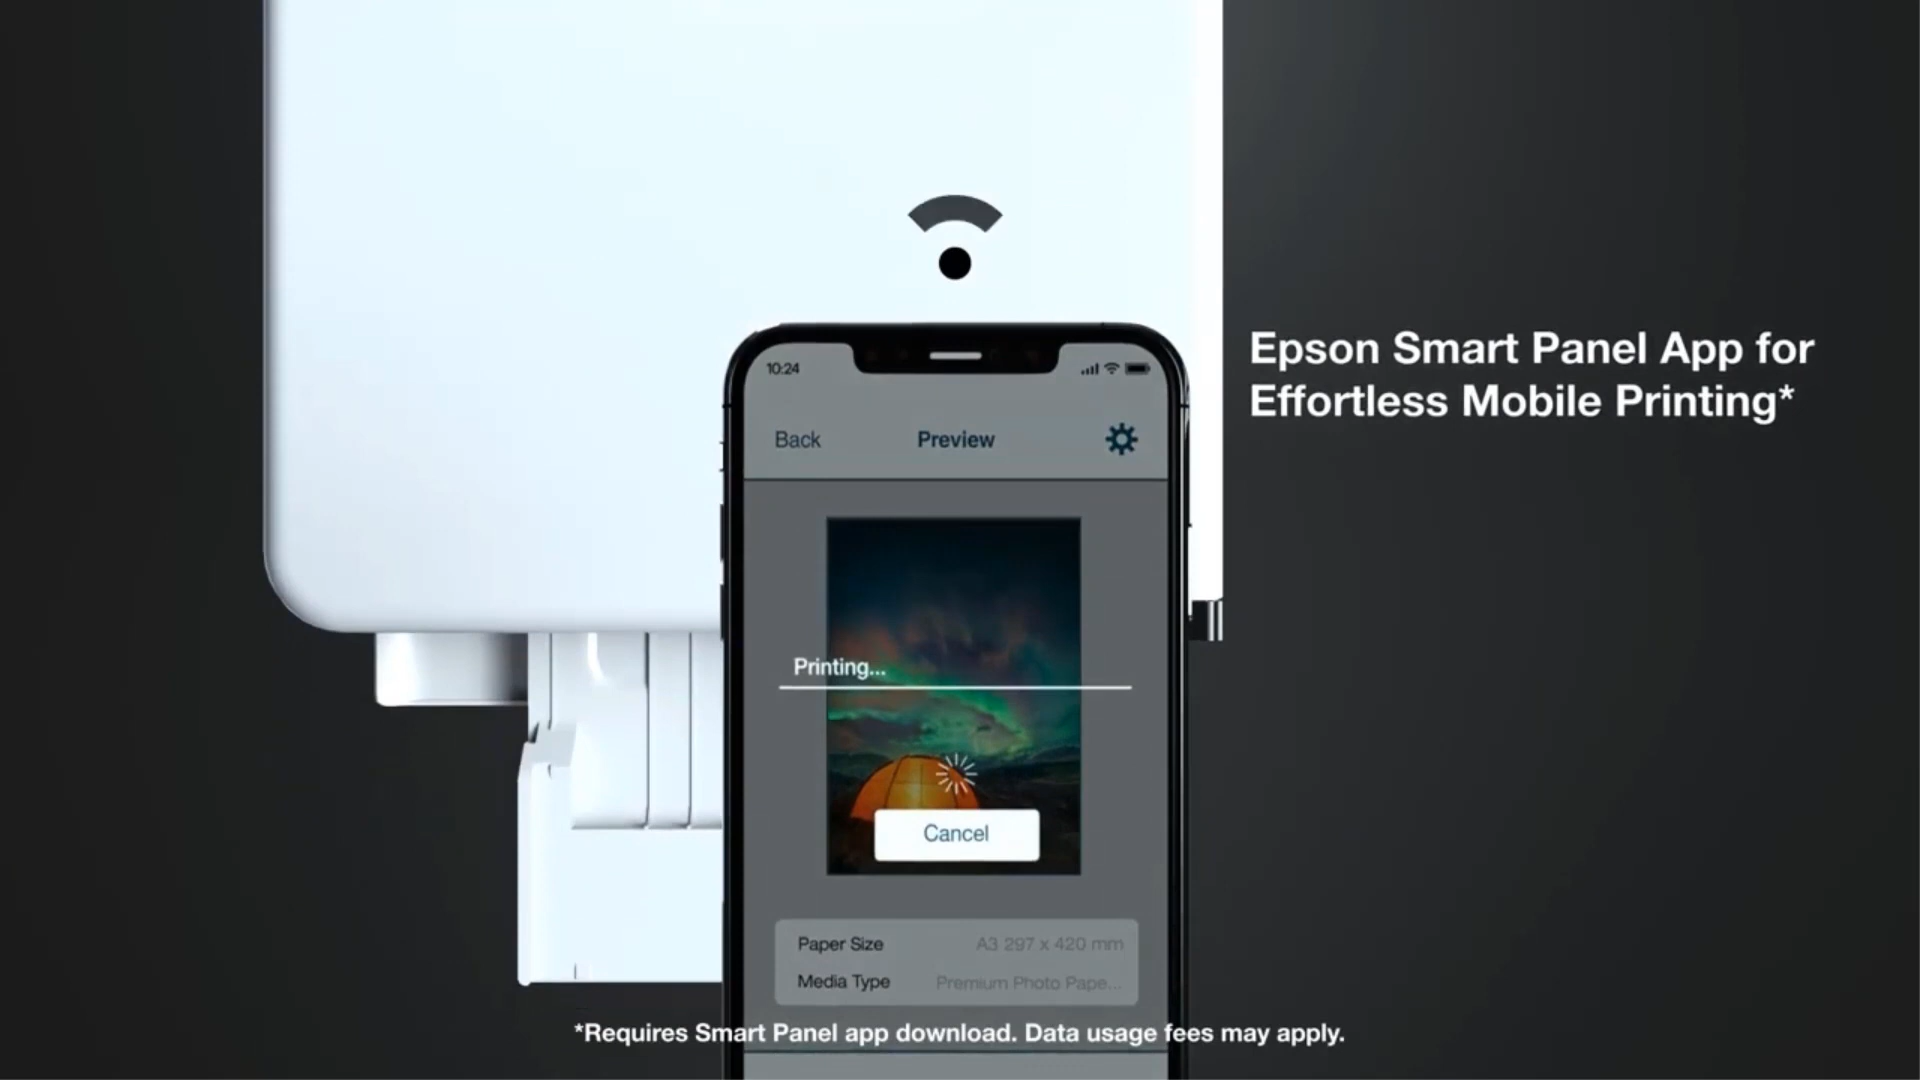 Epson Smart Panel App for
Effortless Mobile Printing*
10:24
Back Preview
Printing...
Cancel
Paper Size A3 297 x 420 mm
Media Type Premium Photo Pape...
*Requires Smart Panel app download. Data usage fees may apply.